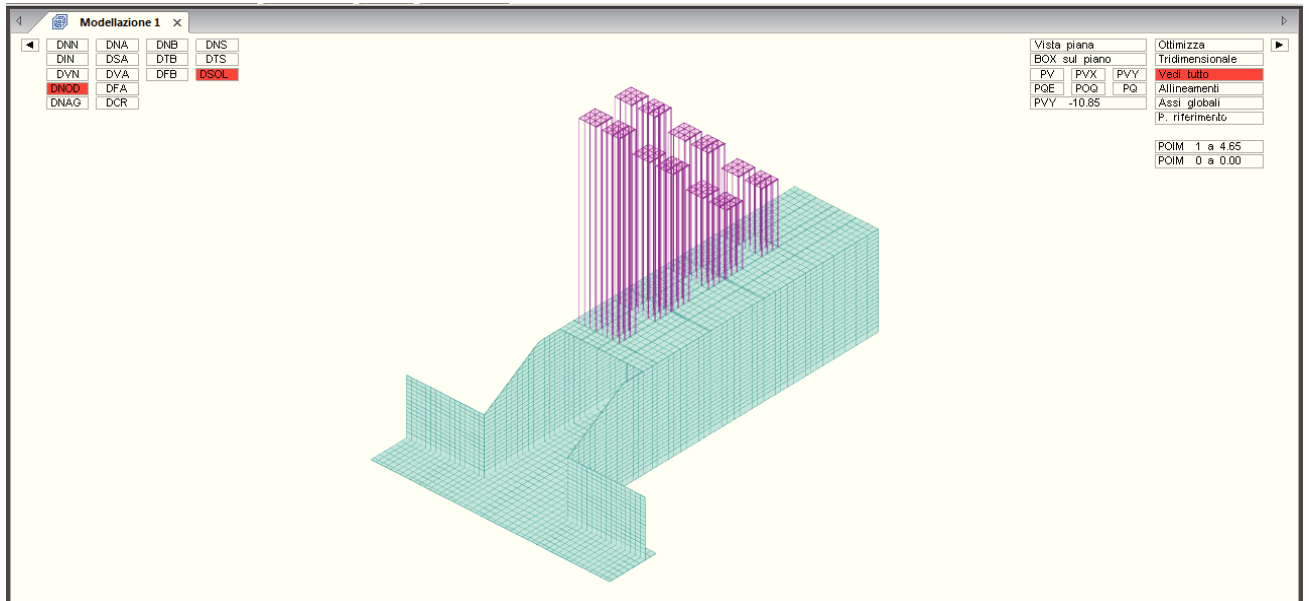 Modellazione 1
DNN DNA DNB DNS
DIN DSA DTB DTS
DVN DVA DFB DSOL
DNOD DFA
DNAG DCR
Vista piana Ottimizza
BOX sul piano Tridimensionale
PV PVX PVY Vedi tutto
PQE POQ PQ Allineamenti
PVY -10.85 Assi globali
P. riferimento
POIM 1 a 4.65
POIM 0 a 0.00